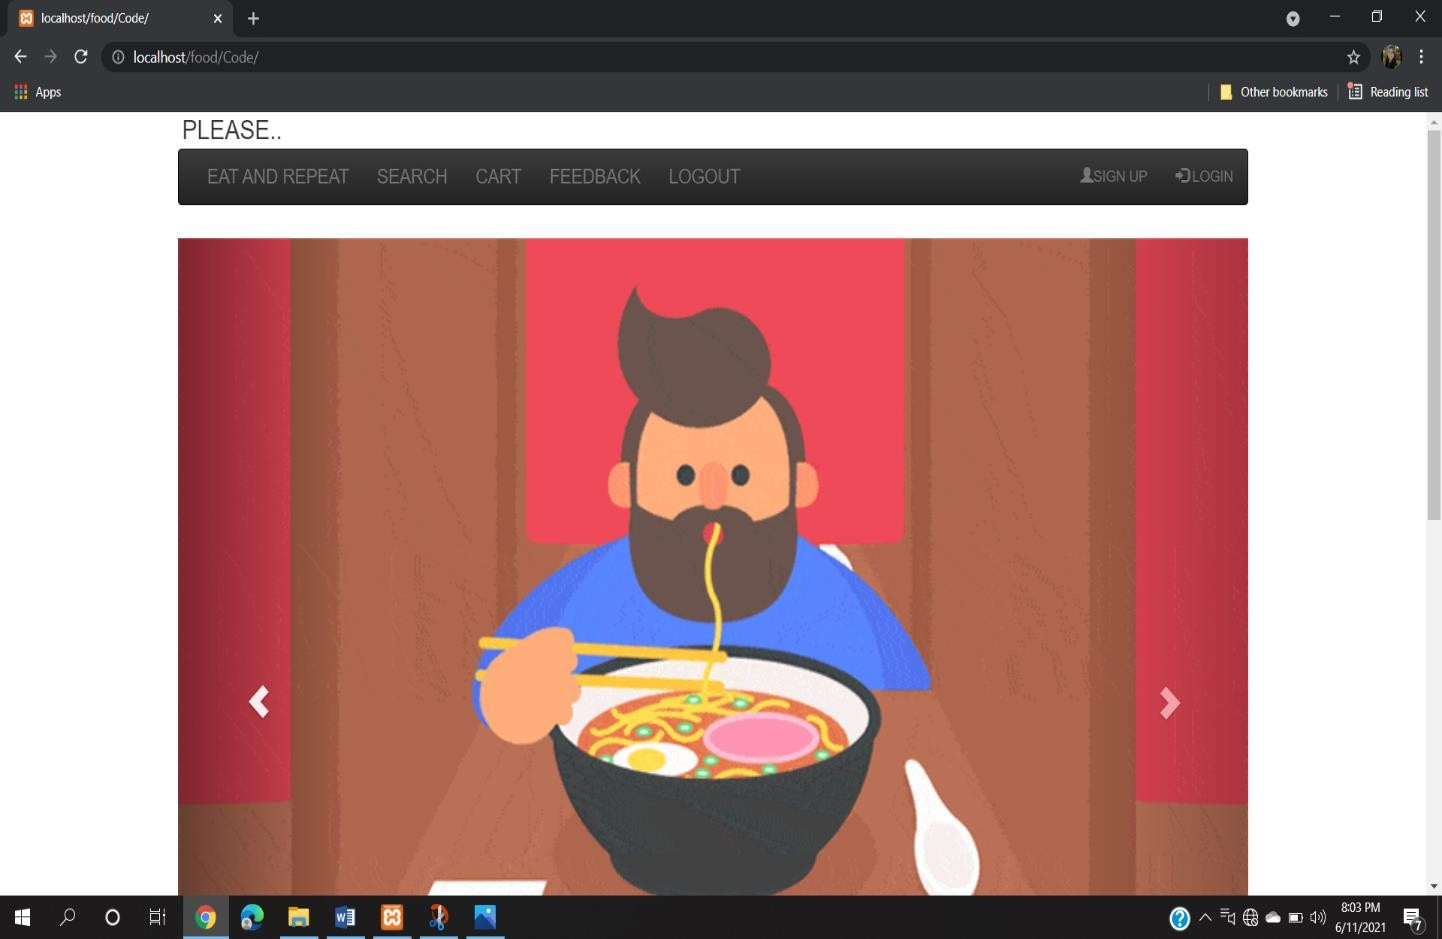 localhost/food/Code/
localhost/food/Code/
Apps
Other bookmarks
Reading list
PLEASE..
EAT AND REPEAT SEARCH CART FEEDBACK LOGOUT SIGN UP LOGIN
8:03 PM
6/11/2021
7